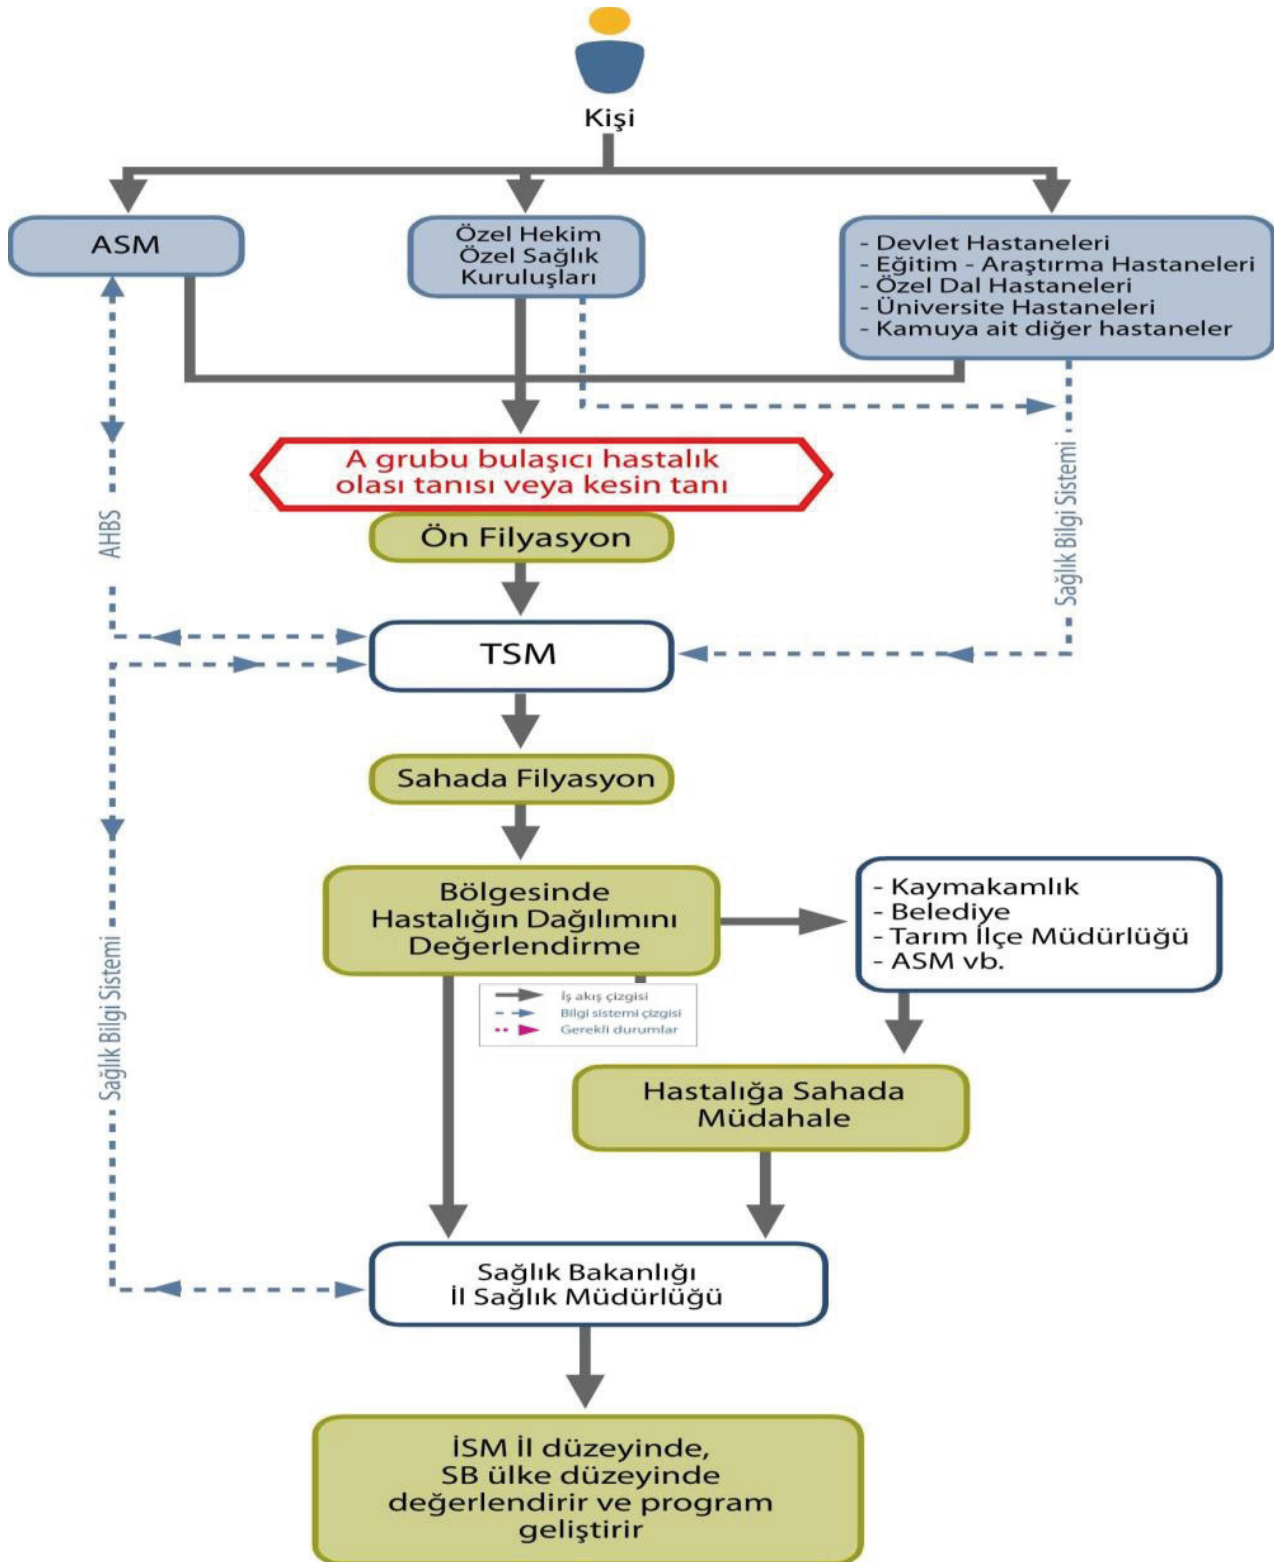 Kişi
ASM
Özel Hekim
Özel Sağlık
Kuruluşları
- Devlet Hastaneleri
- Eğitim - Araştırma Hastaneleri
- Özel Dal Hastaneleri
- Üniversite Hastaneleri
- Kamuya ait diğer hastaneler
A grubu bulaşıcı hastalık
olası tanısı veya kesin tanı
Ön Filyasyon
AHBS
Sağlık Bilgi Sistemi
TSM
Sahada Filyasyon
Bölgesinde
Hastalığın Dağılımını
Değerlendirme
- Kaymakamlık
- Belediye
- Tarım İlçe Müdürlüğü
- ASM vb.
İş akış çizgisi
Bilgi sistemi çizgisi
Gerekli durumlar
Sağlık Bilgi Sistemi
Hastalığa Sahada
Müdahale
Sağlık Bakanlığı
İl Sağlık Müdürlüğü
İSM İl düzeyinde,
SB ülke düzeyinde
değerlendirir ve program
geliştirir